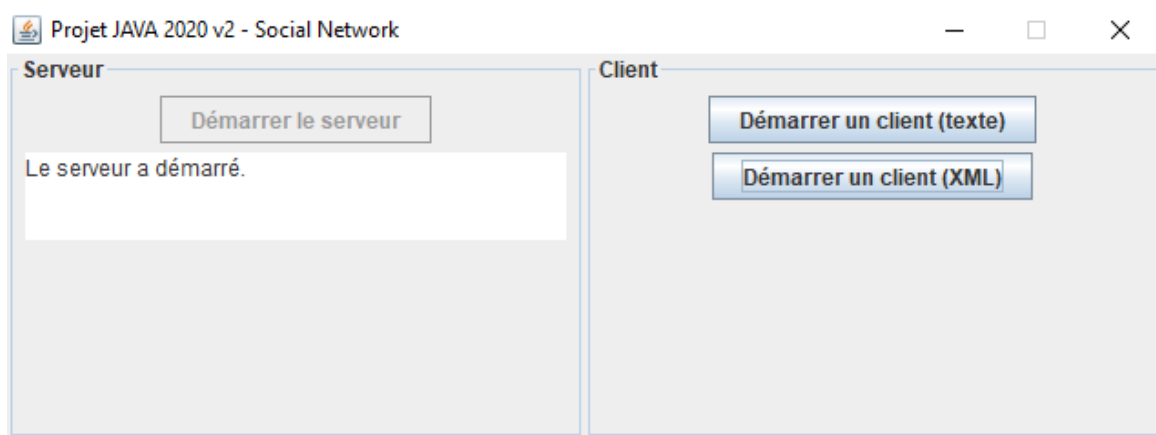 Projet JAVA 2020 v2 - Social Network
Serveur
Démarrer le serveur
Le serveur a démarré.
Client
Démarrer un client (texte)
Démarrer un client (XML)